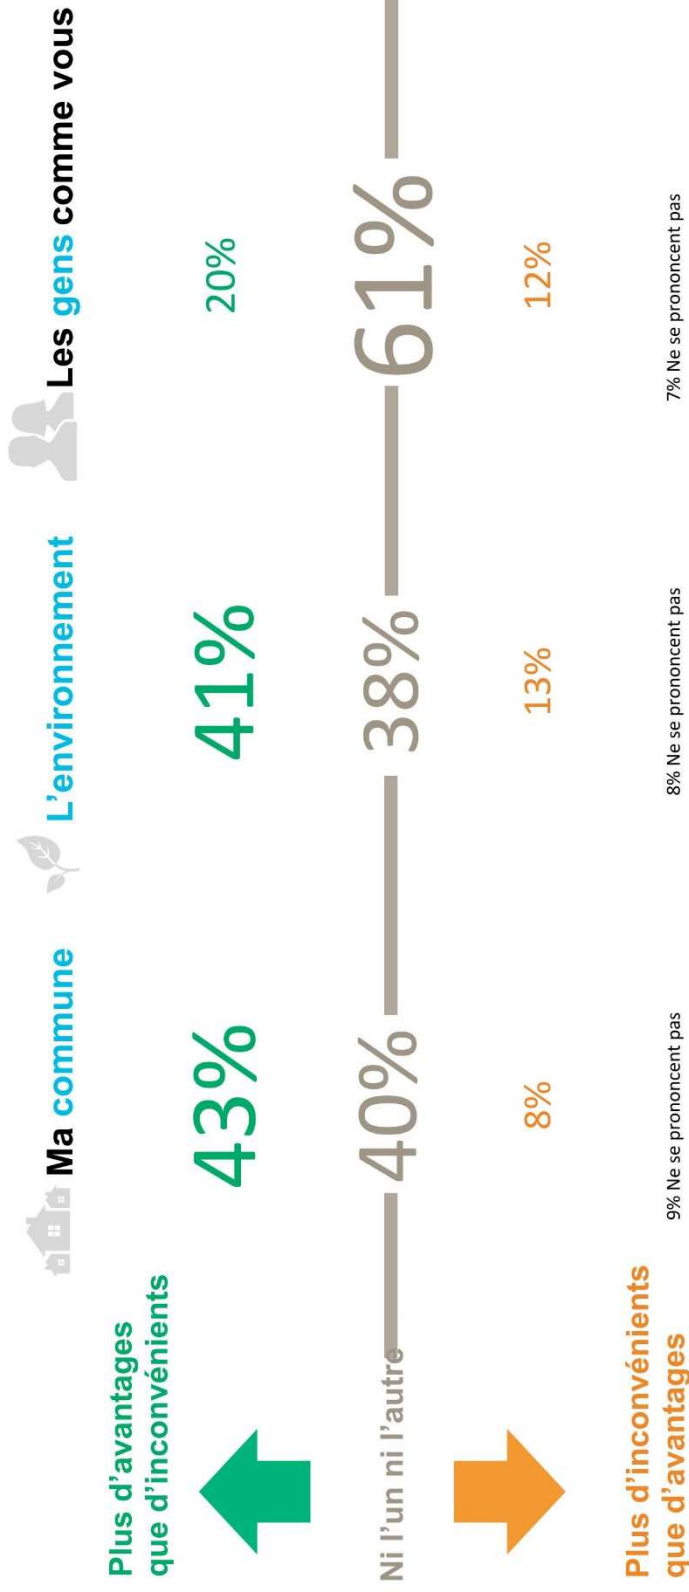 Ma commune
L'environnement
Les gens comme vous
Plus d'avantages
que d'inconvénients
43%
41%
20%
Ni l'un ni l'autre
40%
38%
61%
8%
13%
12%
Plus d'inconvénients
que d'avantages
9% Ne se prononcent pas
8% Ne se prononcent pas
7% Ne se prononcent pas